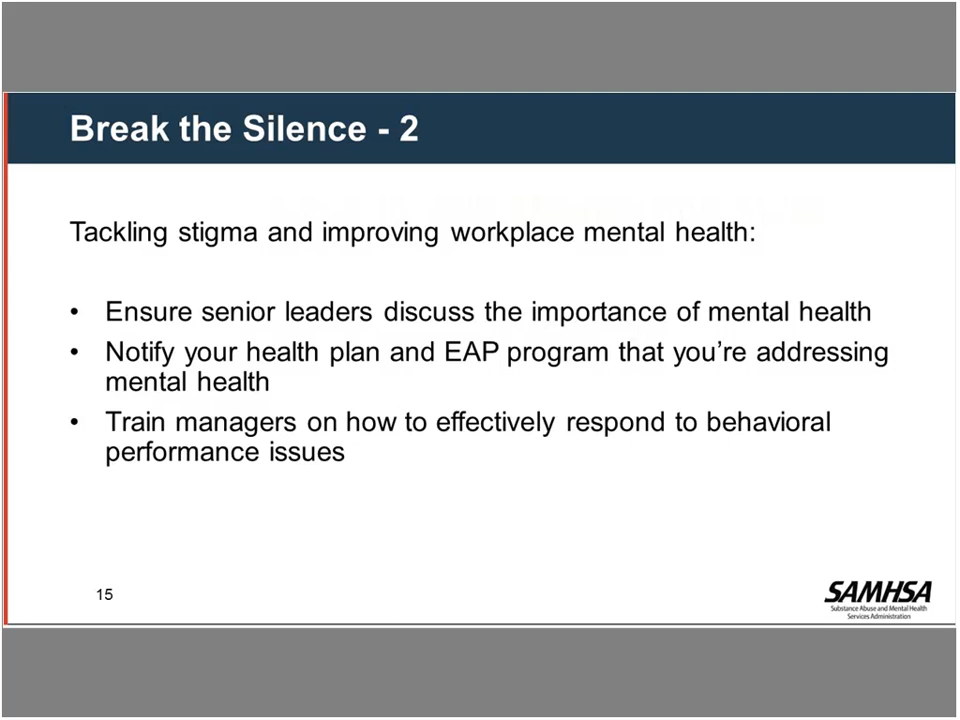 Break the Silence - 2
Tackling stigma and improving workplace mental health:
• Ensure senior leaders discuss the importance of mental health
• Notify your health plan and EAP program that you’re addressing
mental health
• Train managers on how to effectively respond to behavioral
performance issues
15
SAMHSA
Substance Abuse and Mental Health
Services Administration